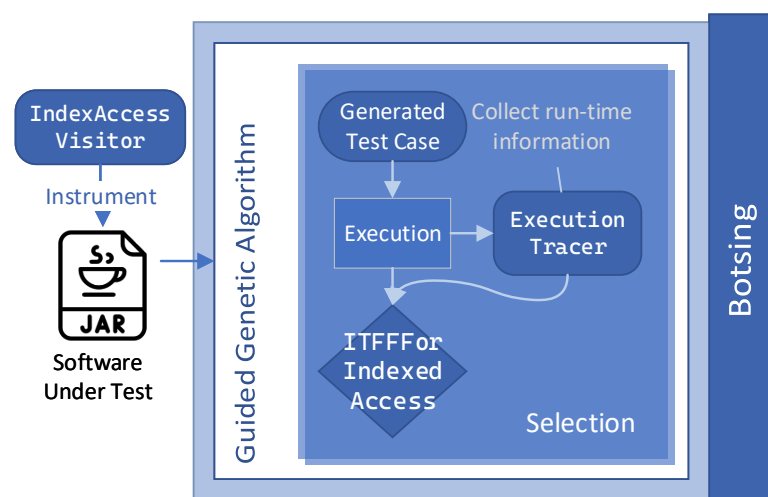 IndexAccess
Visitor
Instrument
JAR
Software
Under Test
Guided Genetic Algorithm
Generated
Test Case
Collect run-time
information
Execution
Execution
Tracer
ITFFFor
Indexed
Access
Selection
Botsing